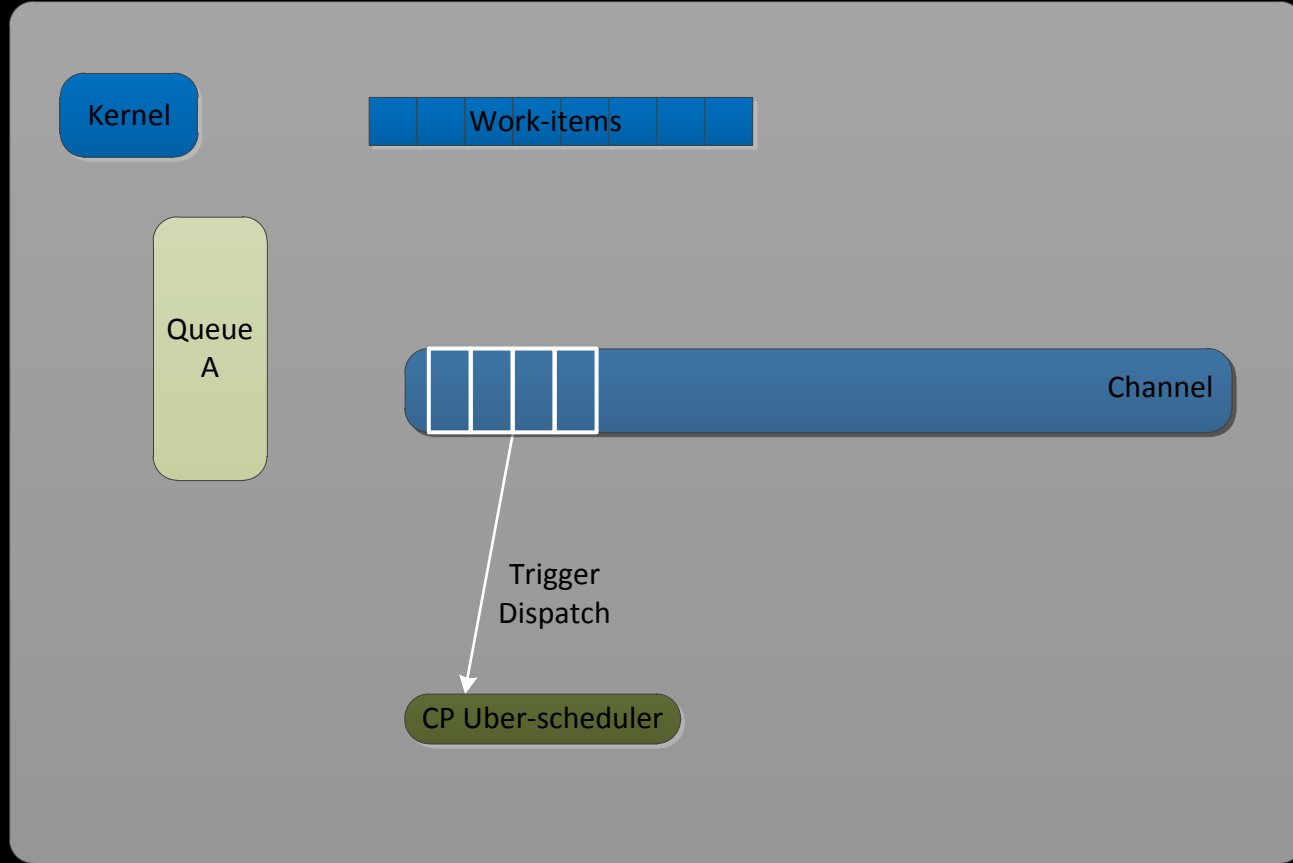 Kernel
Work-items
Queue
A
Channel
Trigger
Dispatch
CP Uber-scheduler